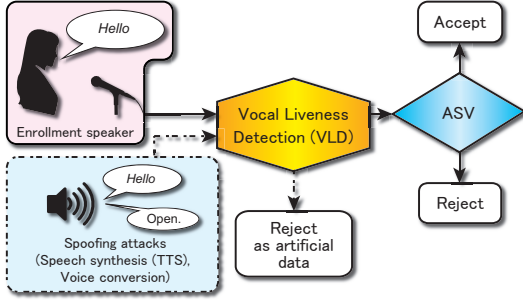 Hello
Enrollment speaker
Hello
Open.
Spoofing attacks
(Speech synthesis (TTS),
Voice conversion)
Vocal Liveness
Detection (VLD)
Reject
as artificial
data
Accept
ASV
Reject